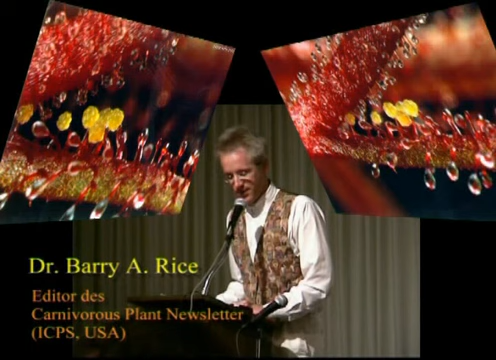 Dr. Barry A. Rice
Editor des
Carnivorous Plant Newsletter
(ICPS, USA)